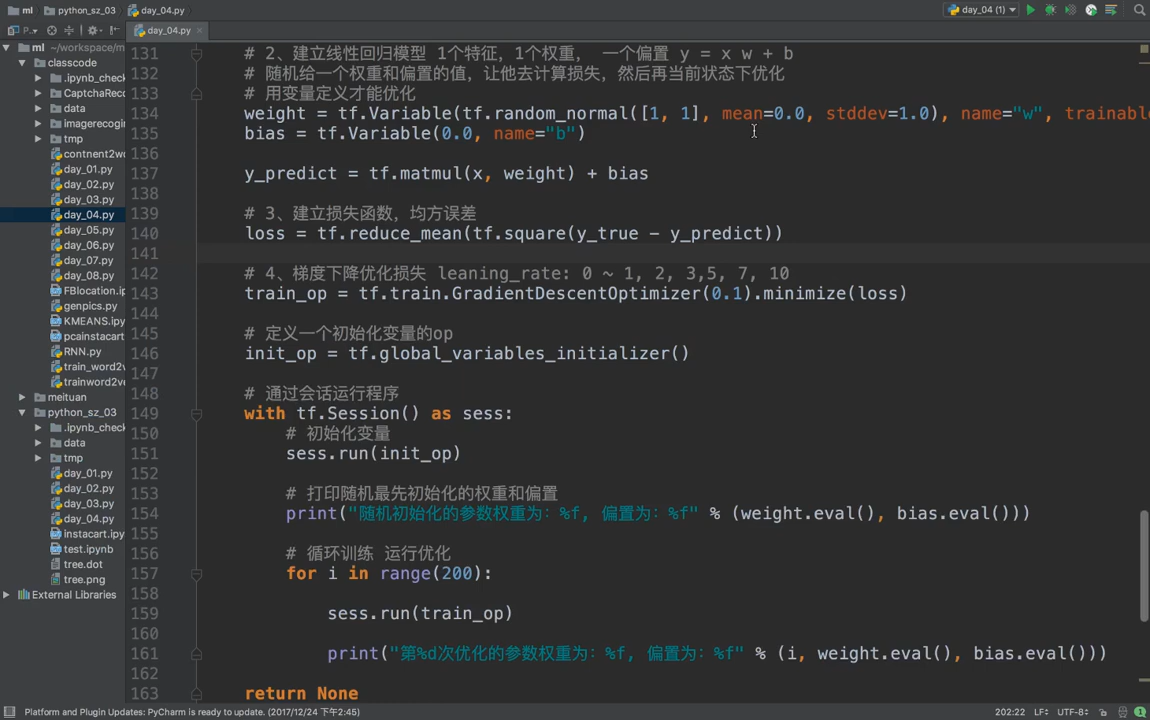 ml
python_sz_03
day_04.py
day_04 (1)
P..
day_04.py
ml ~/workspace/m
classcode
.ipynb_check
CaptchaReco
data
imagerecogin
tmp
contnent2wo
day_01.py
day_02.py
day_03.py
day_04.py
day_05.py
day_06.py
day_07.py
day_08.py
FBlocation.ip
genpics.py
KMEANS.ipy
pcainstacart
RNN.py
train_word2v
trainword2ve
meituan
python_sz_03
.ipynb_check
data
tmp
day_01.py
day_02.py
day_03.py
day_04.py
instacart.ipy
test.ipynb
tree.dot
tree.png
External Libraries
131 # 2、建立线性回归模型 1个特征，1个权重， 一个偏置 y = x w + b
132 # 随机给一个权重和偏置的值，让他去计算损失，然后再当前状态下优化
133 # 用变量定义才能优化
134 weight = tf.Variable(tf.random_normal([1, 1], mean=0.0, stddev=1.0), name="w", trainabl
135 bias = tf.Variable(0.0, name="b")
136
137 y_predict = tf.matmul(x, weight) + bias
138
139 # 3、建立损失函数，均方误差
140 loss = tf.reduce_mean(tf.square(y_true - y_predict))
141
142 # 4、梯度下降优化损失 leaning_rate: 0 ~ 1, 2, 3,5, 7, 10
143 train_op = tf.train.GradientDescentOptimizer(0.1).minimize(loss)
144
145 # 定义一个初始化变量的op
146 init_op = tf.global_variables_initializer()
147
148 # 通过会话运行程序
149 with tf.Session() as sess:
150 # 初始化变量
151 sess.run(init_op)
152
153 # 打印随机最先初始化的权重和偏置
154 print("随机初始化的参数权重为：%f, 偏置为：%f" % (weight.eval(), bias.eval()))
155
156 # 循环训练 运行优化
157 for i in range(200):
158
159 sess.run(train_op)
160
161 print("第%d次优化的参数权重为：%f, 偏置为：%f" % (i, weight.eval(), bias.eval()))
162
163 return None
Platform and Plugin Updates: PyCharm is ready to update. (2017/12/24 下午2:45)
202:22 LF UTF-8
1